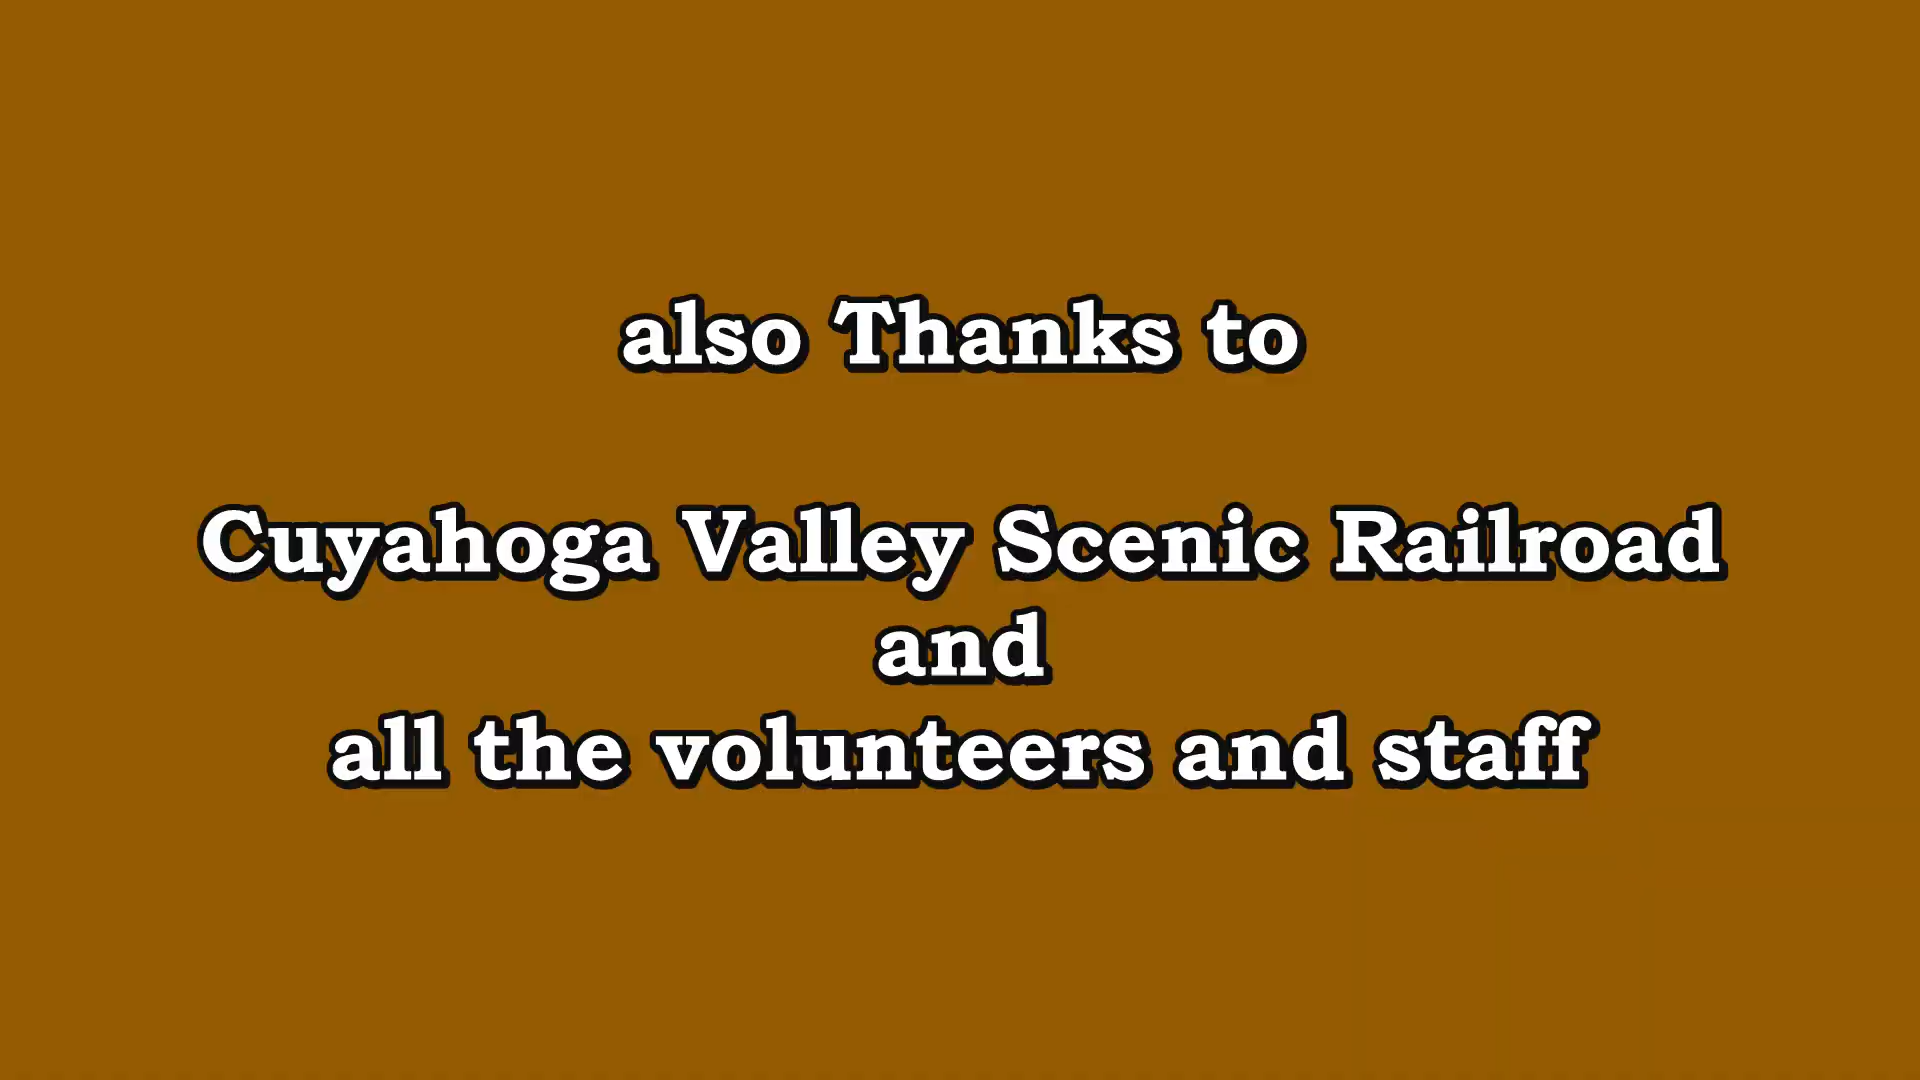 also Thanks to
Cuyahoga Valley Scenic Railroad
and
all the volunteers and staff